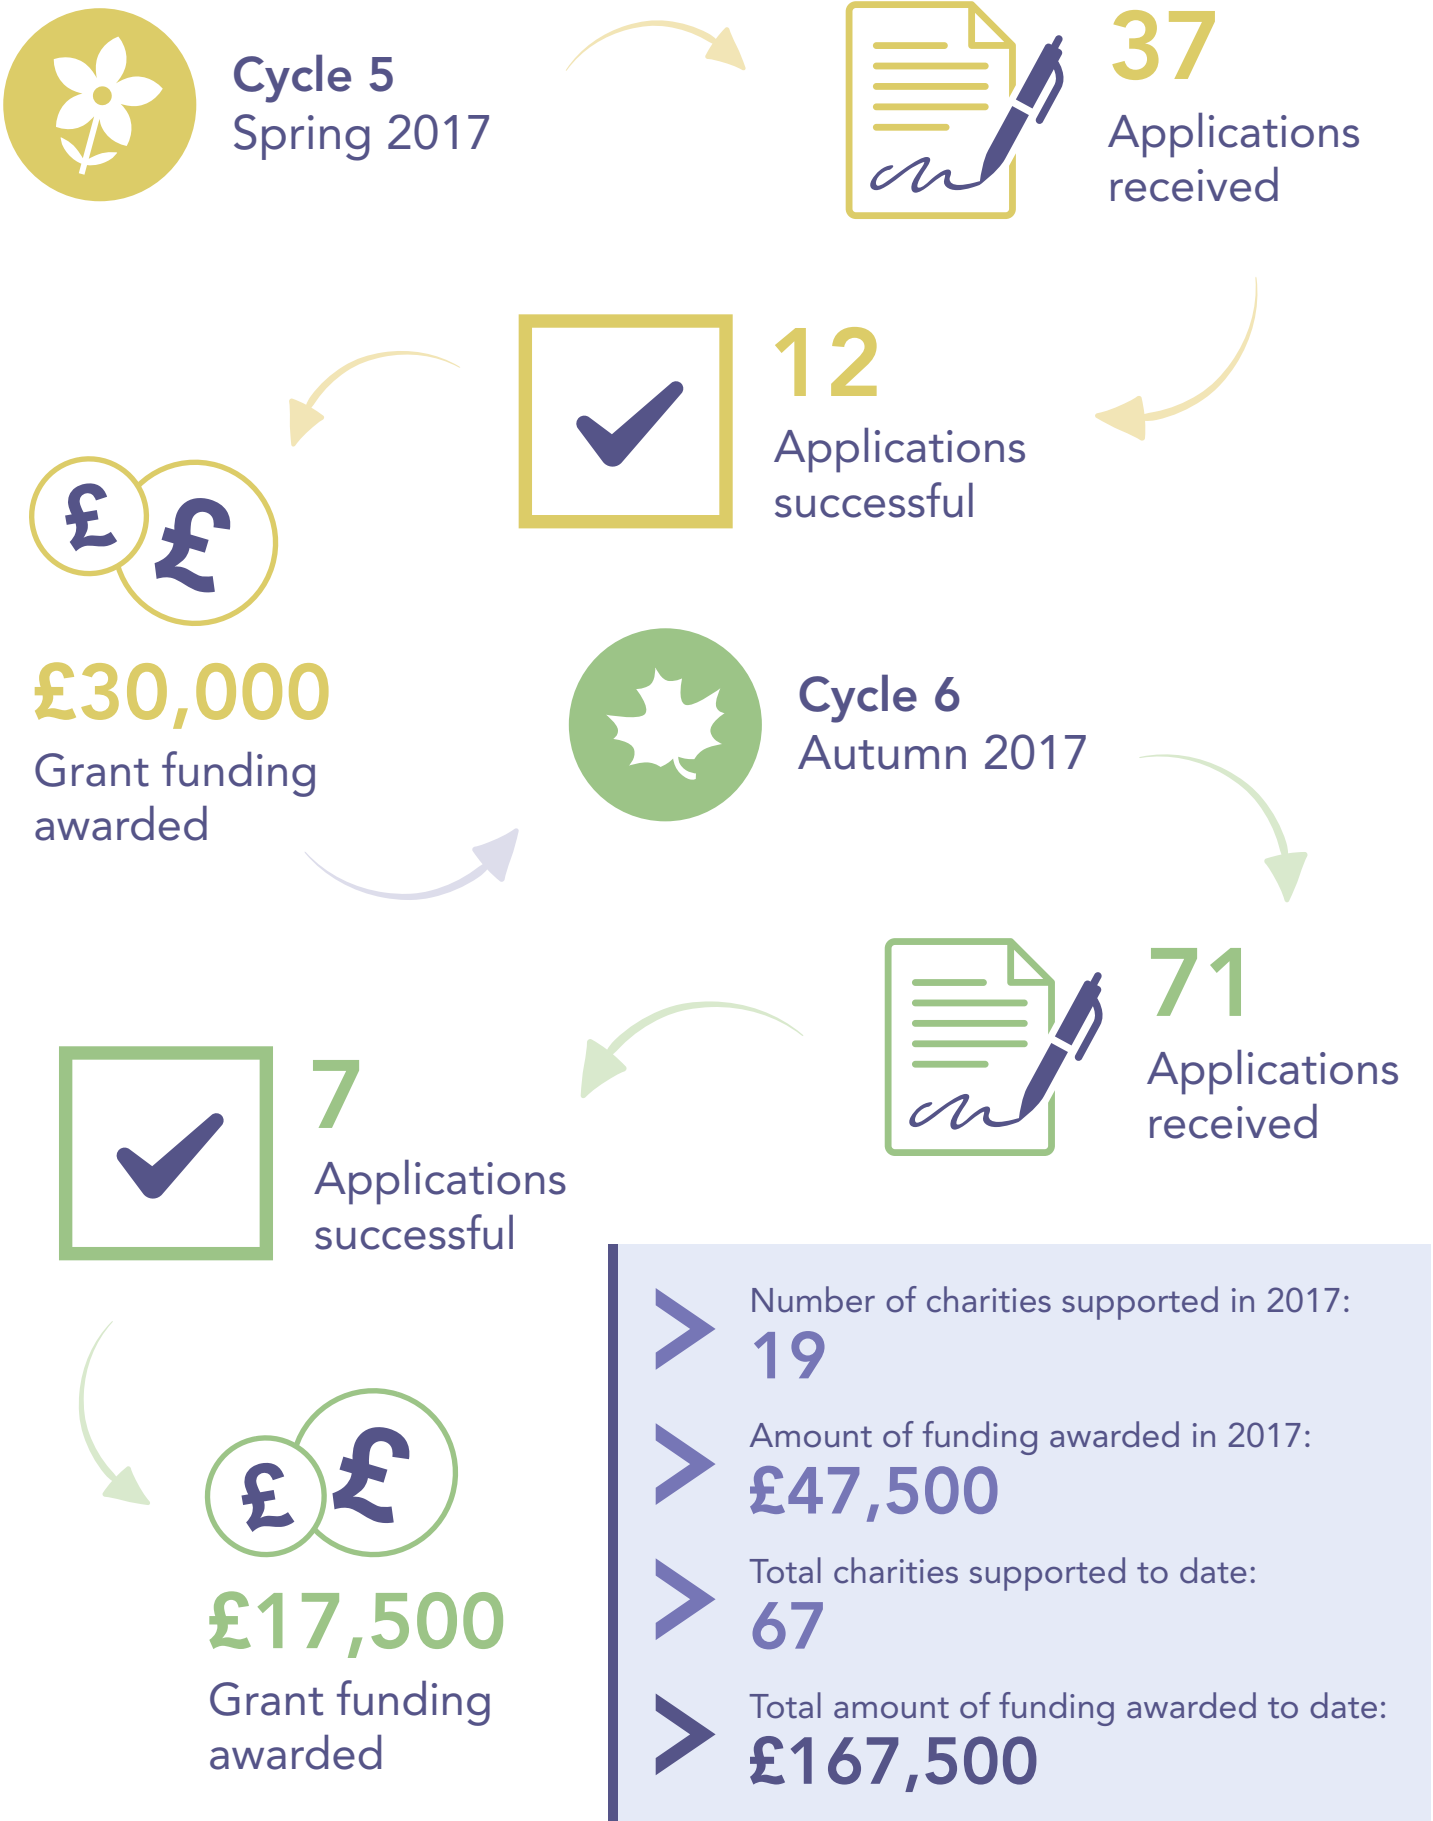 Cycle 5
Spring 2017
37
Applications
received
12
Applications
successful
£ £
£30,000
Grant funding
awarded
Cycle 6
Autumn 2017
71
Applications
received
7
Applications
successful
£ £
£17,500
Grant funding
awarded
Number of charities supported in 2017:
19
Amount of funding awarded in 2017:
£47,500
Total charities supported to date:
67
Total amount of funding awarded to date:
£167,500